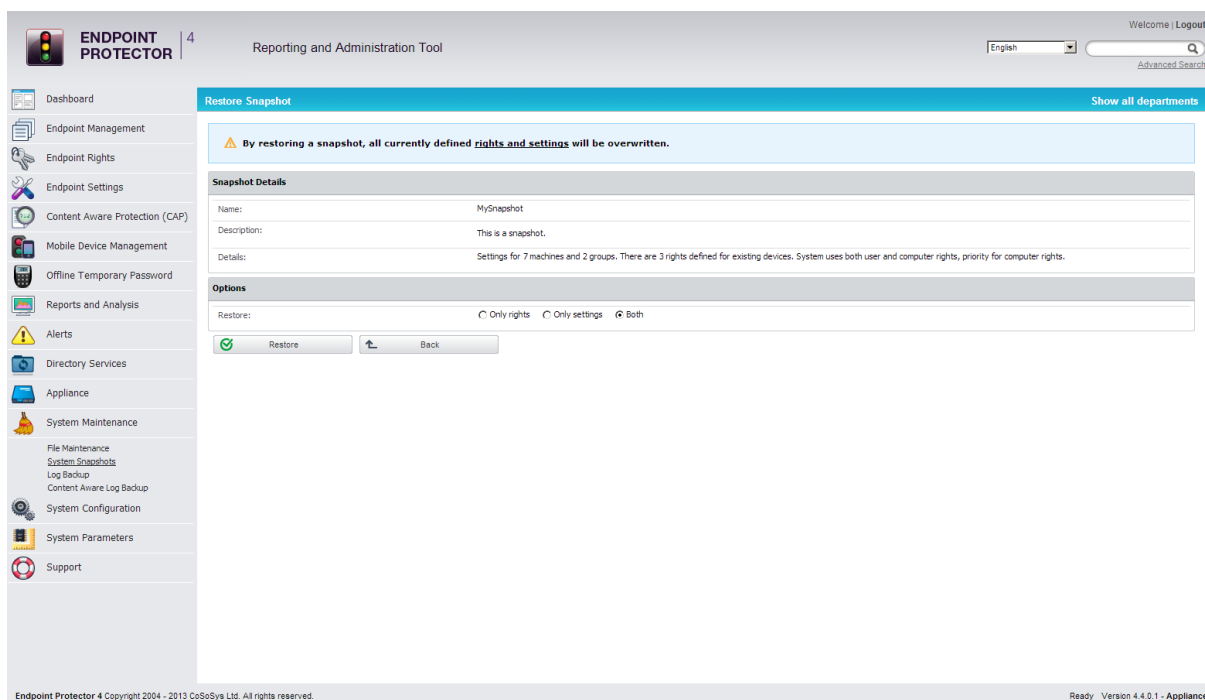 Welcome | Logout
ENDPOINT PROTECTOR | 4
Reporting and Administration Tool
English
Advanced Search
Dashboard
Endpoint Management
Endpoint Rights
Endpoint Settings
Content Aware Protection (CAP)
Mobile Device Management
Offline Temporary Password
Reports and Analysis
Alerts
Directory Services
Appliance
System Maintenance
File Maintenance
System Snapshots
Log Backup
Content Aware Log Backup
System Configuration
System Parameters
Support
Restore Snapshot
Show all departments
By restoring a snapshot, all currently defined rights and settings will be overwritten.
Snapshot Details
Name: MySnapshot
Description: This is a snapshot.
Details: Settings for 7 machines and 2 groups. There are 3 rights defined for existing devices. System uses both user and computer rights, priority for computer rights.
Options
Restore: Only rights Only settings Both
Restore Back
Endpoint Protector 4 Copyright 2004 - 2013 CoSoSys Ltd. All rights reserved.
Ready Version 4.4.0.1 - Appliance